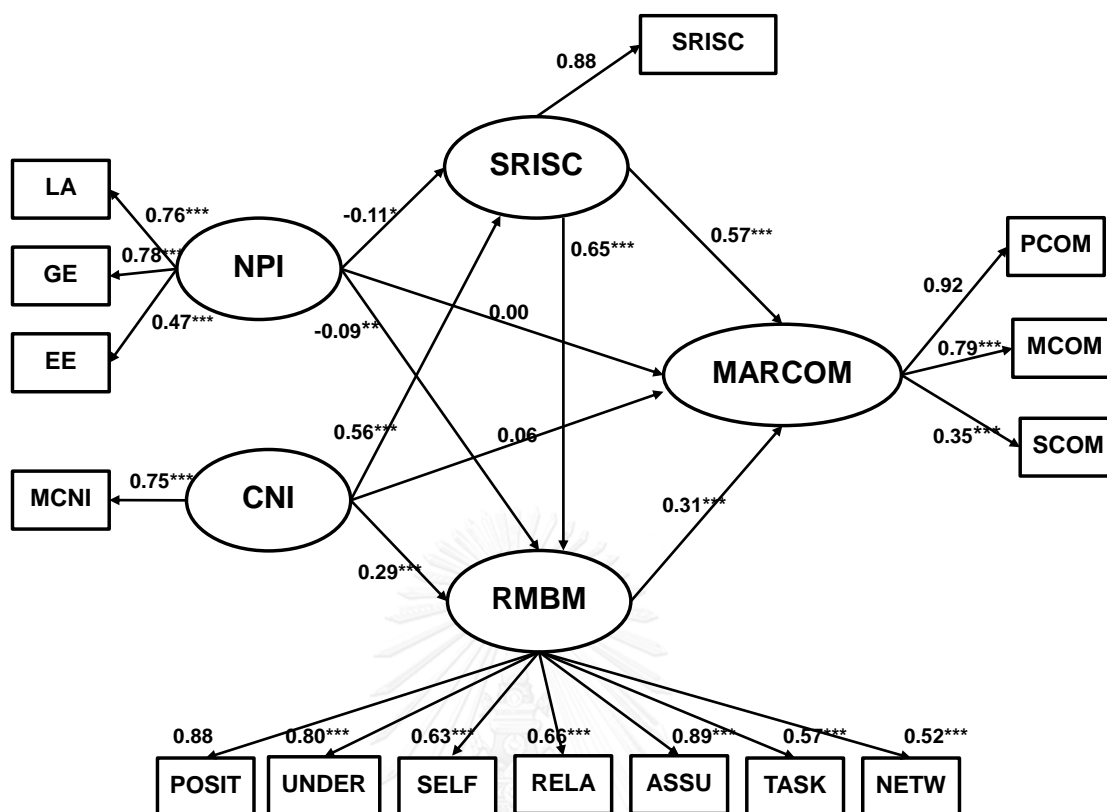 SRISC
0.88
SRISC
LA
0.76***
-0.11*
GE
0.78***
NPI
0.65***
0.57***
PCOM
0.47***
EE
0.00
-0.09**
0.92
MARCOM
0.79***
MCOM
0.56***
0.06
0.35***
SCOM
MCNI
0.75***
CNI
0.31***
0.29***
RMBM
0.88
0.80***
0.63***
0.66***
0.89***
0.57***
0.52***
POSIT
UNDER
SELF
RELA
ASSU
TASK
NETW